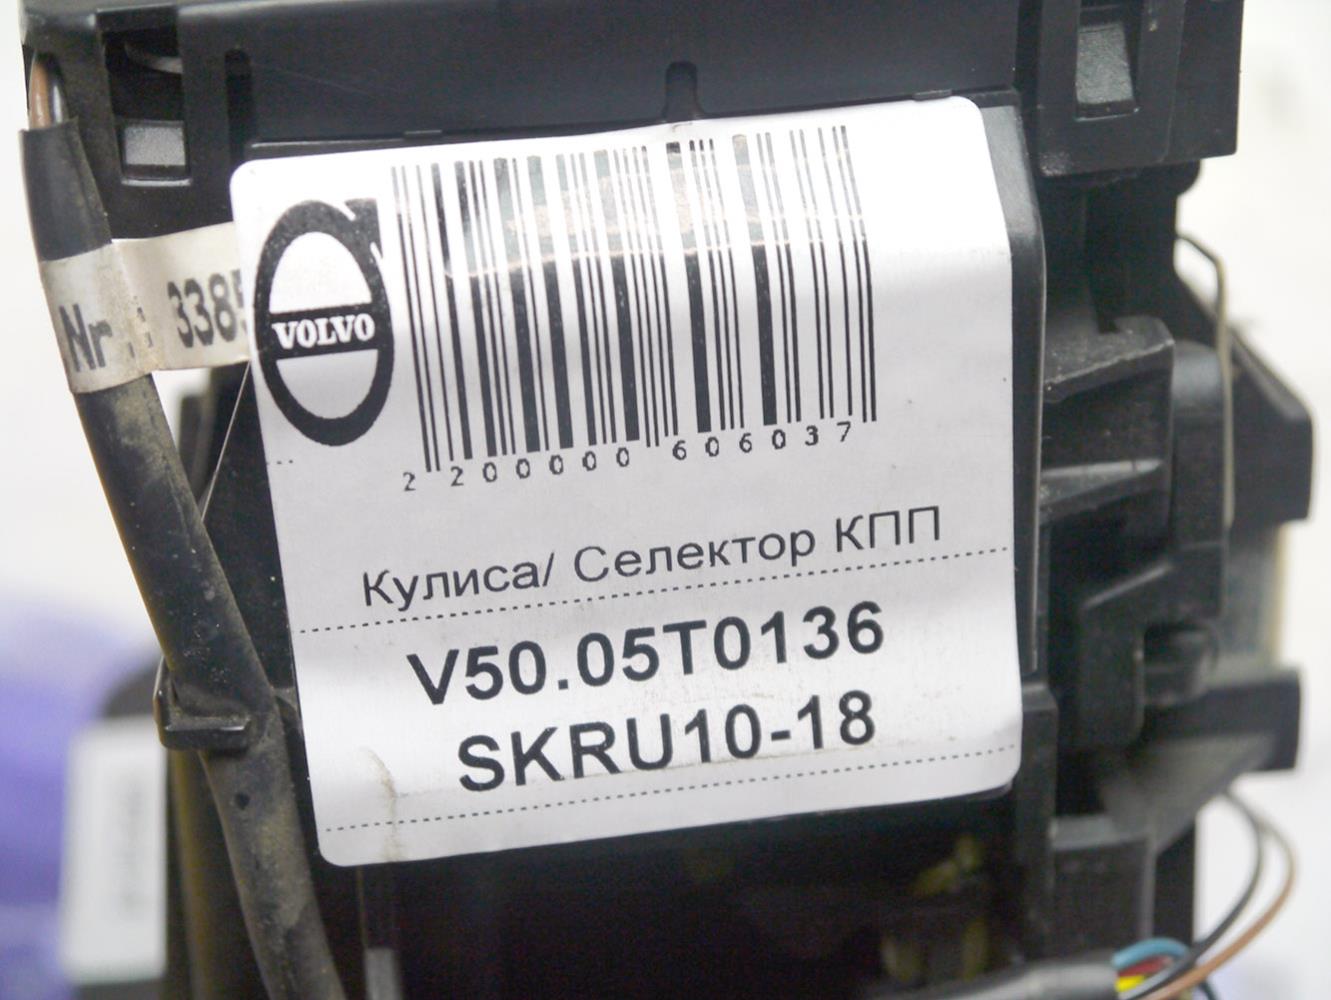 Nr.: 3385
VOLVO
2 200000 606037
Кулиса/ Селектор КПП
V50.05T0136
SKRU10-18